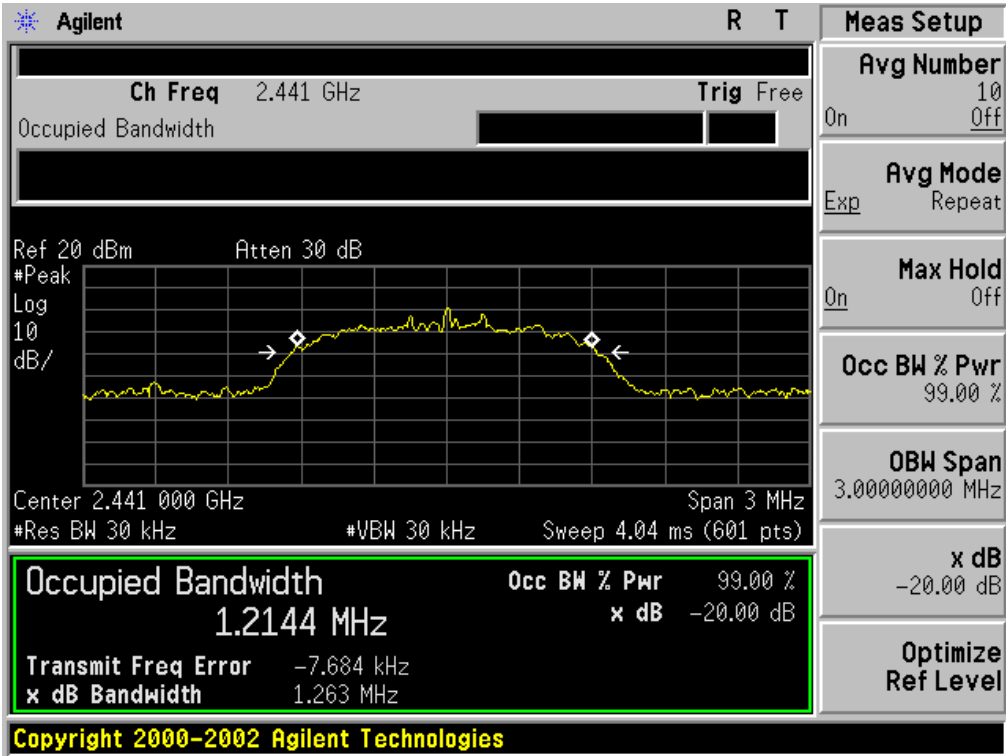 Agilent R T
Ch Freq 2.441 GHz Trig Free
Occupied Bandwidth
Ref 20 dBm Atten 30 dB
#Peak
Log
10
dB/
Center 2.441 000 GHz Span 3 MHz
#Res BW 30 kHz #VBW 30 kHz Sweep 4.04 ms (601 pts)
Occupied Bandwidth Occ BW % Pwr 99.00 %
1.2144 MHz x dB -20.00 dB
Transmit Freq Error -7.684 kHz
x dB Bandwidth 1.263 MHz
Copyright 2000-2002 Agilent Technologies
Meas Setup
Avg Number
10
On Off
Avg Mode
Exp Repeat
Max Hold
On Off
Occ BW % Pwr
99.00 %
OBW Span
3.00000000 MHz
x dB
-20.00 dB
Optimize
Ref Level